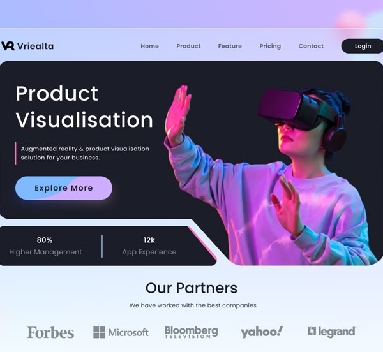 Vriealta
Home Product Feature Pricing Contact Login
Product
Visualisation
Augmented reality & product visualisation
solution for your business.
Explore More
80% 12k
Higher Management App Experience
Our Partners
We have worked with the best companies.
Forbes Microsoft Bloomberg yahoo! legrand
TELEVISION